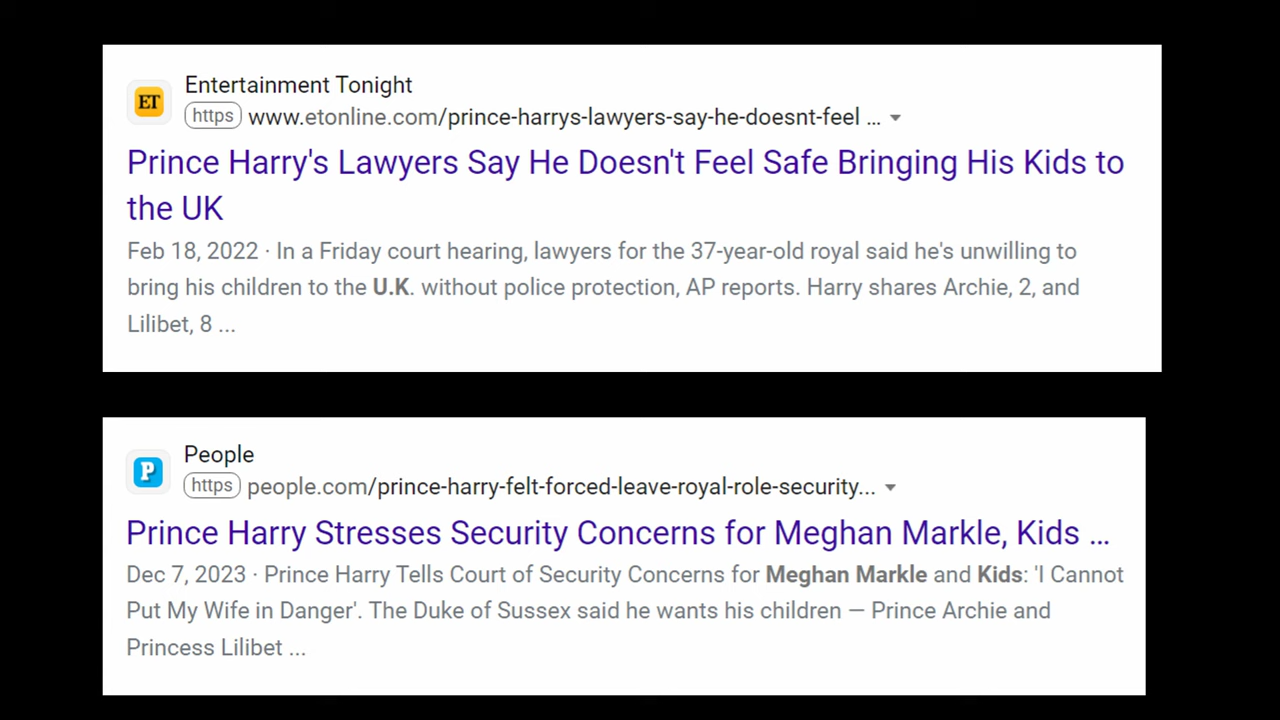 ET
Entertainment Tonight
https www.etonline.com/prince-harrys-lawyers-say-he-doesnt-feel ...
Prince Harry's Lawyers Say He Doesn't Feel Safe Bringing His Kids to
the UK
Feb 18, 2022 · In a Friday court hearing, lawyers for the 37-year-old royal said he's unwilling to
bring his children to the U.K. without police protection, AP reports. Harry shares Archie, 2, and
Lilibet, 8 ...
P
People
https people.com/prince-harry-felt-forced-leave-royal-role-security...
Prince Harry Stresses Security Concerns for Meghan Markle, Kids ...
Dec 7, 2023 · Prince Harry Tells Court of Security Concerns for Meghan Markle and Kids: 'I Cannot
Put My Wife in Danger'. The Duke of Sussex said he wants his children — Prince Archie and
Princess Lilibet ...